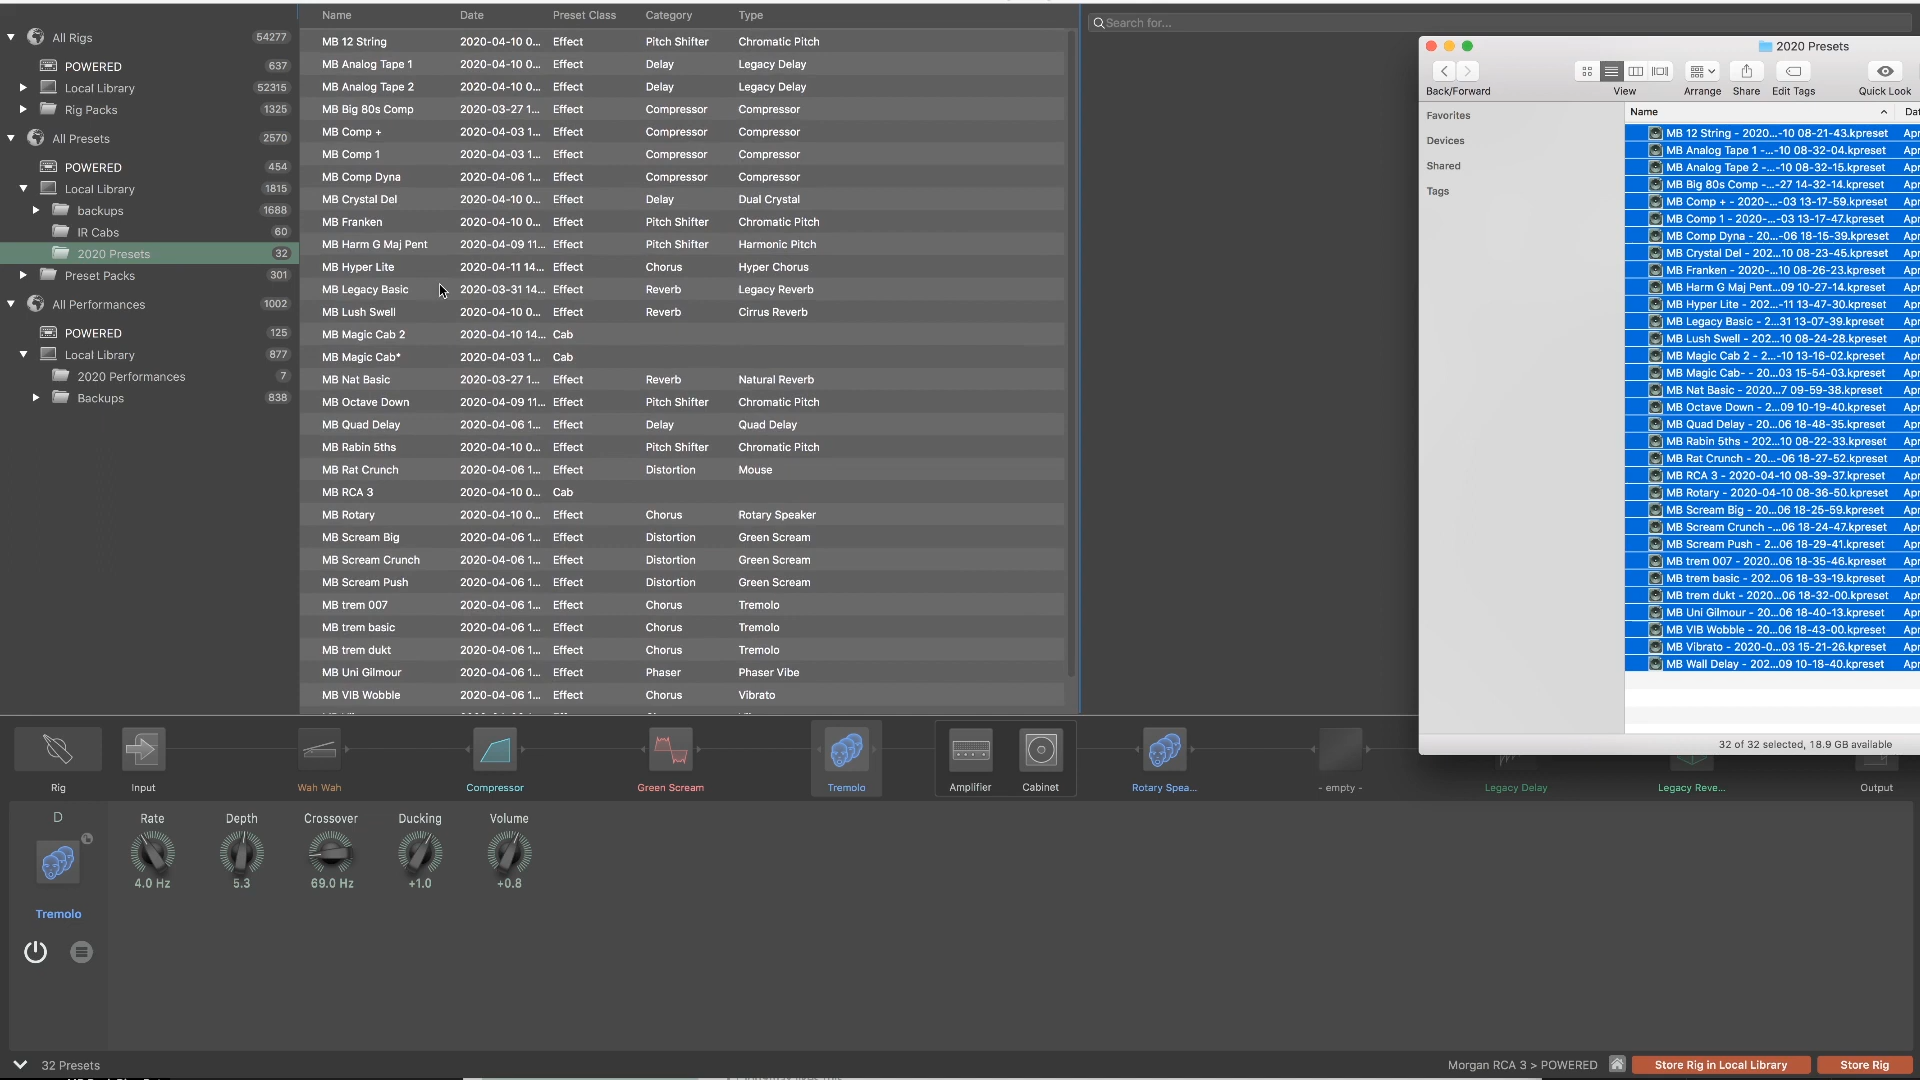 All Rigs 54277
POWERED 637
Local Library 52315
Rig Packs 1325
All Presets 2570
POWERED 454
Local Library 1815
backups 1688
IR Cabs 60
2020 Presets 32
Preset Packs 301
All Performances 1002
POWERED 125
Local Library 877
2020 Performances 7
Backups 838
Name Date Preset Class Category Type
MB 12 String 2020-04-10 0... Effect Pitch Shifter Chromatic Pitch
MB Analog Tape 1 2020-04-10 0... Effect Delay Legacy Delay
MB Analog Tape 2 2020-04-10 0... Effect Delay Legacy Delay
MB Big 80s Comp 2020-03-27 1... Effect Compressor Compressor
MB Comp + 2020-04-03 1... Effect Compressor Compressor
MB Comp 1 2020-04-03 1... Effect Compressor Compressor
MB Comp Dyna 2020-04-06 1... Effect Compressor Compressor
MB Crystal Del 2020-04-10 0... Effect Delay Dual Crystal
MB Franken 2020-04-10 0... Effect Pitch Shifter Chromatic Pitch
MB Harm G Maj Pent 2020-04-09 11... Effect Pitch Shifter Harmonic Pitch
MB Hyper Lite 2020-04-11 14... Effect Chorus Hyper Chorus
MB Legacy Basic 2020-03-31 14... Effect Reverb Legacy Reverb
MB Lush Swell 2020-04-10 0... Effect Reverb Cirrus Reverb
MB Magic Cab 2 2020-04-10 14... Cab
MB Magic Cab* 2020-04-03 1... Cab
MB Nat Basic 2020-03-27 1... Effect Reverb Natural Reverb
MB Octave Down 2020-04-09 11... Effect Pitch Shifter Chromatic Pitch
MB Quad Delay 2020-04-06 1... Effect Delay Quad Delay
MB Rabin 5ths 2020-04-10 0... Effect Pitch Shifter Chromatic Pitch
MB Rat Crunch 2020-04-06 1... Effect Distortion Mouse
MB RCA 3 2020-04-10 0... Cab
MB Rotary 2020-04-10 0... Effect Chorus Rotary Speaker
MB Scream Big 2020-04-06 1... Effect Distortion Green Scream
MB Scream Crunch 2020-04-06 1... Effect Distortion Green Scream
MB Scream Push 2020-04-06 1... Effect Distortion Green Scream
MB trem 007 2020-04-06 1... Effect Chorus Tremolo
MB trem basic 2020-04-06 1... Effect Chorus Tremolo
MB trem dukt 2020-04-06 1... Effect Chorus Tremolo
MB Uni Gilmour 2020-04-06 1... Effect Phaser Phaser Vibe
MB VIB Wobble 2020-04-06 1... Effect Chorus Vibrato
Search for...
2020 Presets
Back/Forward View Arrange Share Edit Tags Quick Look
Favorites
Devices
Shared
Tags
Name Dat
MB 12 String - 2020...-10 08-21-43.kpreset Apr
MB Analog Tape 1 -...-10 08-32-04.kpreset Apr
MB Analog Tape 2 -...-10 08-32-15.kpreset Apr
MB Big 80s Comp -...-27 14-32-14.kpreset Apr
MB Comp + - 2020-...-03 13-17-59.kpreset Apr
MB Comp 1 - 2020-...-03 13-17-47.kpreset Apr
MB Comp Dyna - 20...-06 18-15-39.kpreset Apr
MB Crystal Del - 202...10 08-23-45.kpreset Apr
MB Franken - 2020-...10 08-26-23.kpreset Apr
MB Harm G Maj Pent...09 10-27-14.kpreset Apr
MB Hyper Lite - 202...-11 13-47-30.kpreset Apr
MB Legacy Basic - 2...31 13-07-39.kpreset Apr
MB Lush Swell - 202...10 08-24-28.kpreset Apr
MB Magic Cab 2 - 2...-10 13-16-02.kpreset Apr
MB Magic Cab- - 20...03 15-54-03.kpreset Apr
MB Nat Basic - 2020...7 09-59-38.kpreset Apr
MB Octave Down - 2...09 10-19-40.kpreset Apr
MB Quad Delay - 20...06 18-48-35.kpreset Apr
MB Rabin 5ths - 202...10 08-22-33.kpreset Apr
MB Rat Crunch - 20...-06 18-27-52.kpreset Apr
MB RCA 3 - 2020-04-10 08-39-37.kpreset Apr
MB Rotary - 2020-04-10 08-36-50.kpreset Apr
MB Scream Big - 20...06 18-25-59.kpreset Apr
MB Scream Crunch -...06 18-24-47.kpreset Apr
MB Scream Push - 2...06 18-29-41.kpreset Apr
MB trem 007 - 2020...06 18-35-46.kpreset Apr
MB trem basic - 202...06 18-33-19.kpreset Apr
MB trem dukt - 2020...06 18-32-00.kpreset Apr
MB Uni Gilmour - 20...06 18-40-13.kpreset Apr
MB VIB Wobble - 20...06 18-43-00.kpreset Apr
MB Vibrato - 2020-0...03 15-21-26.kpreset Apr
MB Wall Delay - 202...09 10-18-40.kpreset Apr
32 of 32 selected, 18.9 GB available
Rig Input Wah Wah Compressor Green Scream Tremolo Amplifier Cabinet Rotary Spea... - empty - Legacy Delay Legacy Reve... Output
D Rate Depth Crossover Ducking Volume
4.0 Hz 5.3 69.0 Hz +1.0 +0.8
Tremolo
32 Presets
Morgan RCA 3 > POWERED Store Rig in Local Library Store Rig